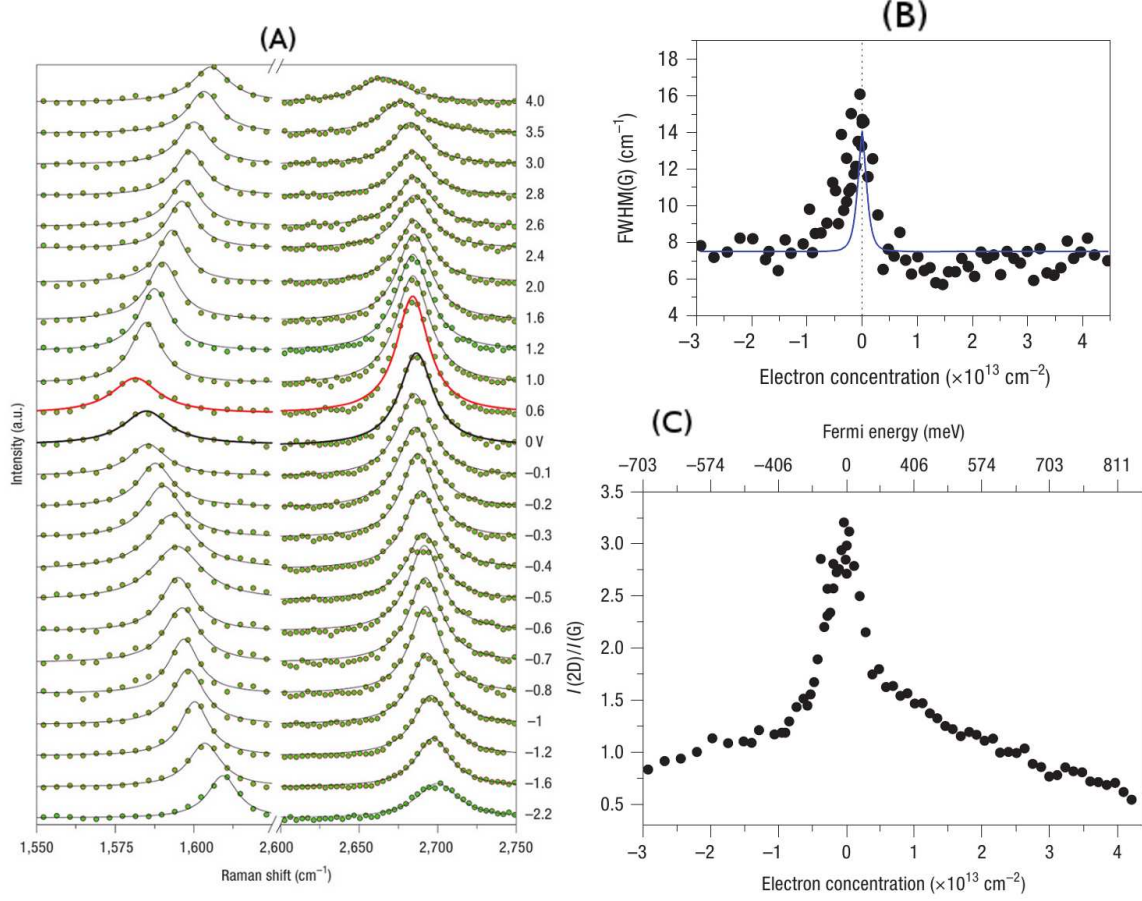 (A)
4.0
3.5
3.0
2.8
2.6
2.4
2.0
1.6
1.2
1.0
0.6
0 V
−0.1
−0.2
−0.3
−0.4
−0.5
−0.6
−0.7
−0.8
−1
−1.2
−1.6
−2.2
Intensity (a.u.)
1,550 1,575 1,600 2,600 2,650 2,700 2,750
Raman shift (cm−1)
(B)
18
16
14
12
10
8
6
4
FWHM(G) (cm−1)
−3 −2 −1 0 1 2 3 4
Electron concentration (×1013 cm−2)
(C)
Fermi energy (meV)
−703 −574 −406 0 406 574 703 811
3.5
3.0
2.5
2.0
1.5
1.0
0.5
I(2D)/I(G)
−3 −2 −1 0 1 2 3 4
Electron concentration (×1013 cm−2)